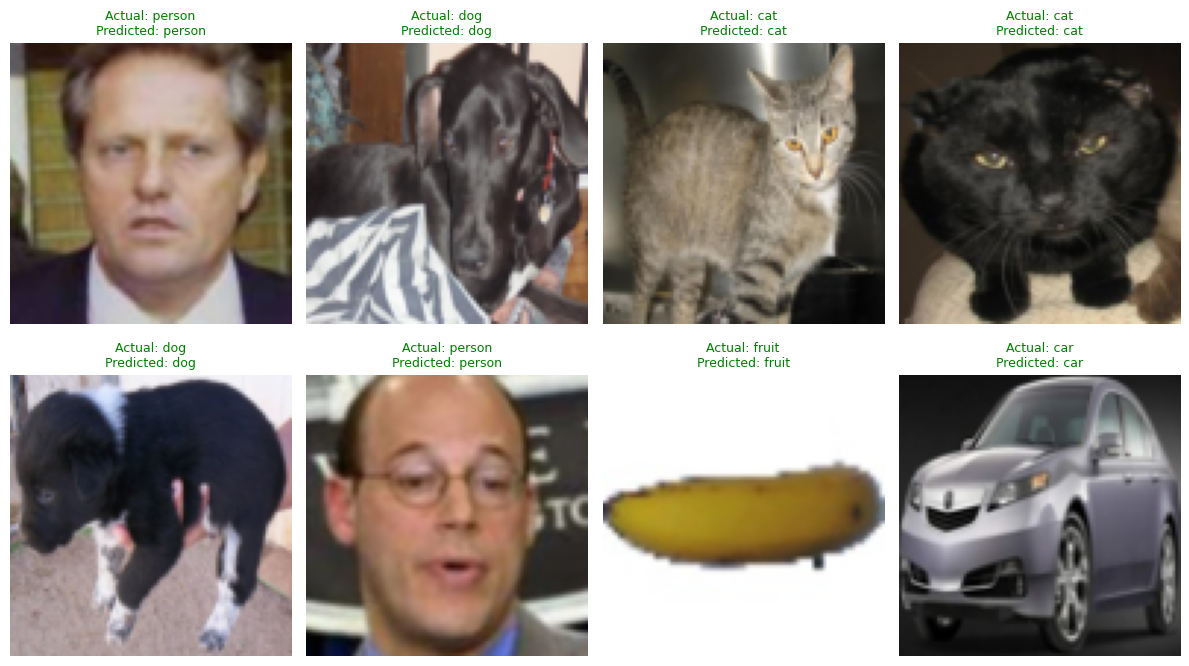 Actual: person
Predicted: person
Actual: dog
Predicted: dog
Actual: cat
Predicted: cat
Actual: cat
Predicted: cat
Actual: dog
Predicted: dog
Actual: person
Predicted: person
Actual: fruit
Predicted: fruit
Actual: car
Predicted: car